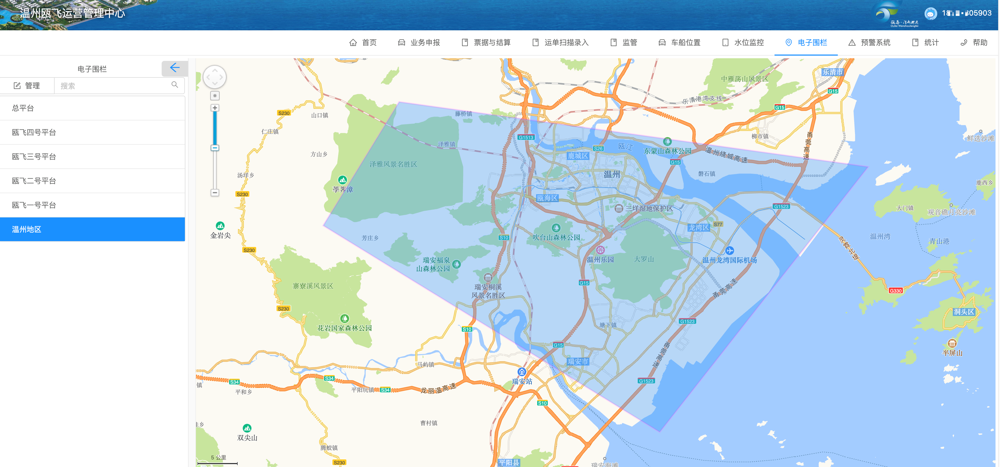 温州瓯飞运营管理中心
瓯飞·温州腾飞
Oufei Wenzhoutengfei
首页
业务申报
票据与结算
运单扫描录入
监管
车船位置
水位监控
电子围栏
预警系统
统计
帮助
电子围栏
管理
搜索
总平台
瓯飞四号平台
瓯飞三号平台
瓯飞二号平台
瓯飞一号平台
温州地区
中雁荡山风景区
乐清市
G15
乐清港湾支线
G15
S230
山口镇
藤桥镇
仁庄镇
G1513
柳市镇
甬莞高速
鲜迭沙滩
泽雅镇
S26
瓯江
东蒙山森林公园
温州绕城高速
方山乡
鹿城区
G15
泽雅风景名胜区
温州
磐石镇
汤垟乡
鹿西乡
荸荠漳
S230
瓯海区
三垟湿地保护区
G1523
大门镇
观音礁月亮沙滩
S77
龙湾区
金岩尖
芳庄乡
S10
吹台山森林公园
温州湾
青山港
灵霓北堤
S230
瑞安福泉
山森林公园
温州乐园
大罗山
温州龙湾国际机场
寨寮溪风景区
瑞安桐溪
风景名胜区
G15
甬莞高速
G330
S230
洞头区
花岩国家森林公园
S10
塘下镇
G1523
G15
甬莞高速
半屏山
马屿镇
瑞安市
S34
S34
瑞安站
G1523
镇
平和乡
平阳坑镇
S34
龙丽温高速
S10
曹村镇
双尖山
腾蛟镇
5 公里
S230
平阳县
瑞安海滩